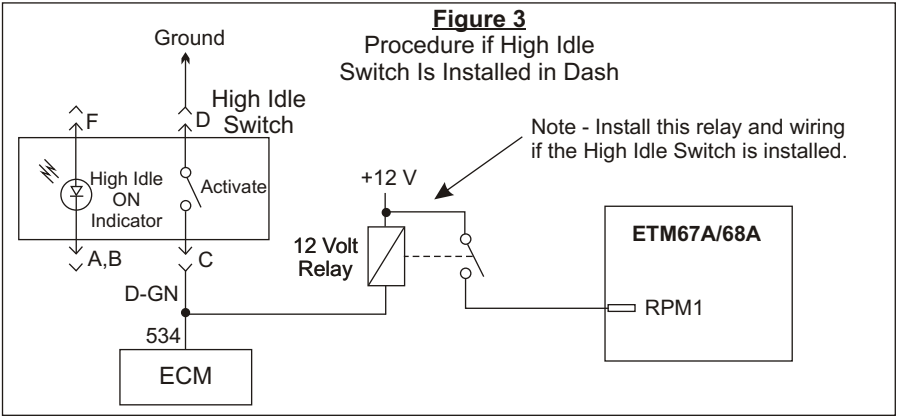 Figure 3
Procedure if High Idle
Switch Is Installed in Dash
Ground
F
D
High Idle
Switch
High Idle
ON
Indicator
Activate
A,B
C
D-GN
534
ECM
Note - Install this relay and wiring
if the High Idle Switch is installed.
+12 V
12 Volt
Relay
ETM67A/68A
RPM1